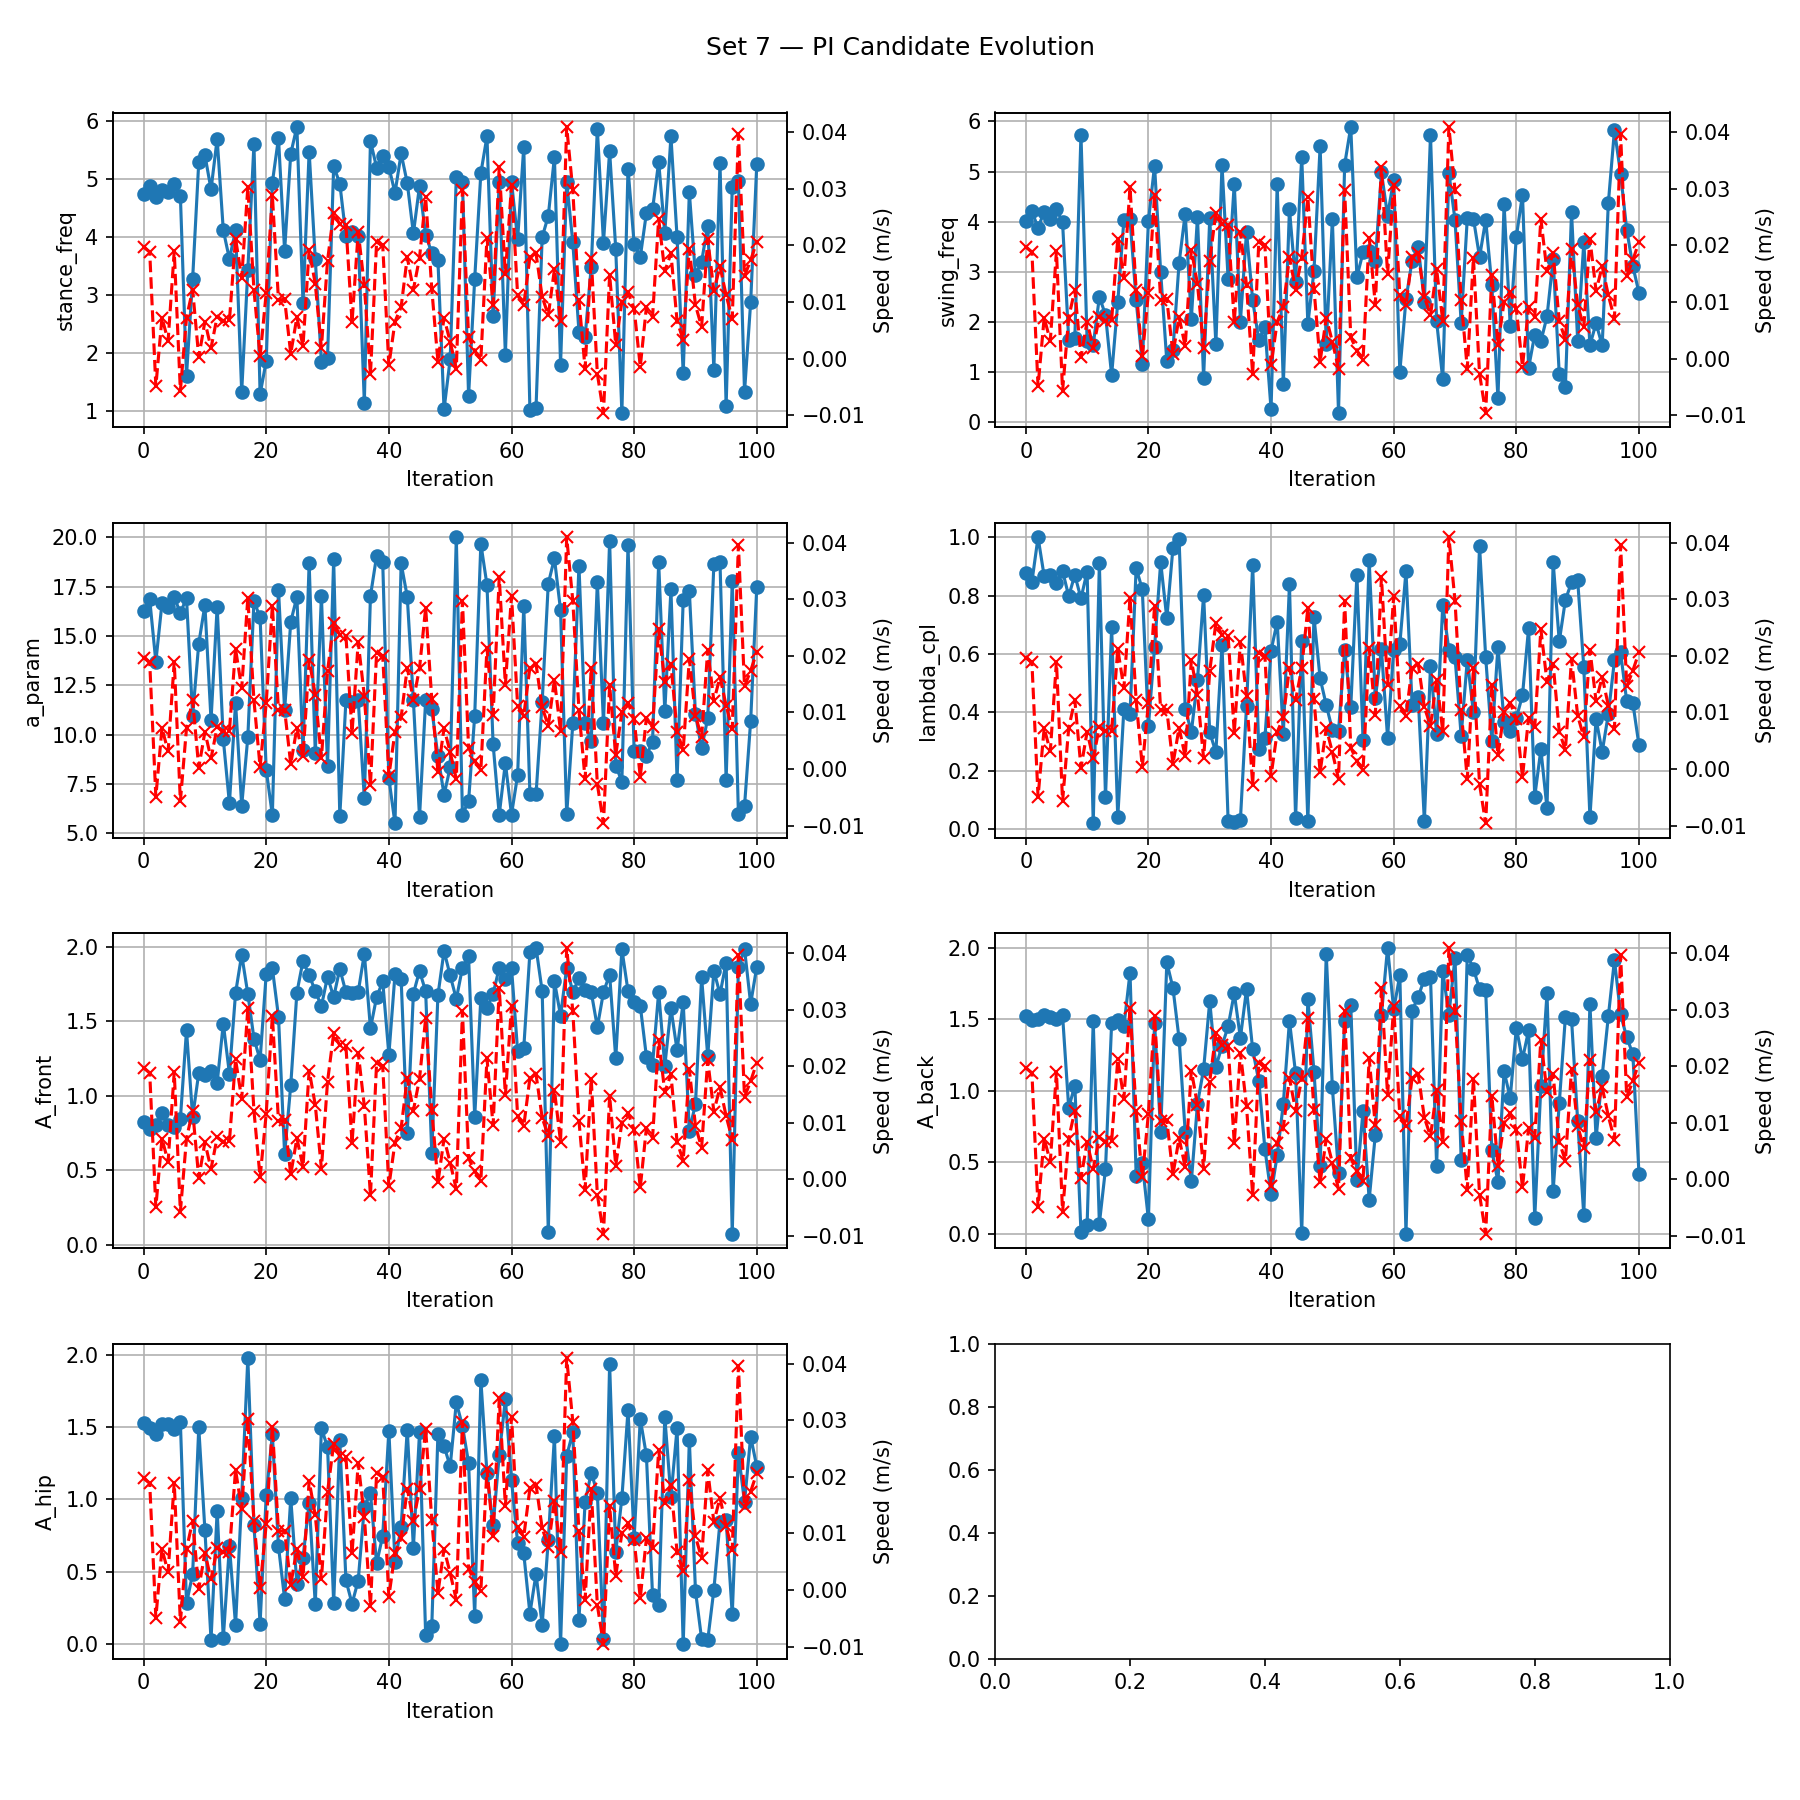 Set 7 — PI Candidate Evolution
stance_freq
6
5
4
3
2
1
0 20 40 60 80 100
Iteration
0.04
0.03
0.02
0.01
0.00
−0.01
Speed (m/s)
swing_freq
6
5
4
3
2
1
0
0 20 40 60 80 100
Iteration
0.04
0.03
0.02
0.01
0.00
−0.01
Speed (m/s)
a_param
20.0
17.5
15.0
12.5
10.0
7.5
5.0
0 20 40 60 80 100
Iteration
0.04
0.03
0.02
0.01
0.00
−0.01
Speed (m/s)
lambda_cpl
1.0
0.8
0.6
0.4
0.2
0.0
0 20 40 60 80 100
Iteration
0.04
0.03
0.02
0.01
0.00
−0.01
Speed (m/s)
A_front
2.0
1.5
1.0
0.5
0.0
0 20 40 60 80 100
Iteration
0.04
0.03
0.02
0.01
0.00
−0.01
Speed (m/s)
A_back
2.0
1.5
1.0
0.5
0.0
0 20 40 60 80 100
Iteration
0.04
0.03
0.02
0.01
0.00
−0.01
Speed (m/s)
A_hip
2.0
1.5
1.0
0.5
0.0
0 20 40 60 80 100
Iteration
0.04
0.03
0.02
0.01
0.00
−0.01
Speed (m/s)
1.0
0.8
0.6
0.4
0.2
0.0
0.0 0.2 0.4 0.6 0.8 1.0